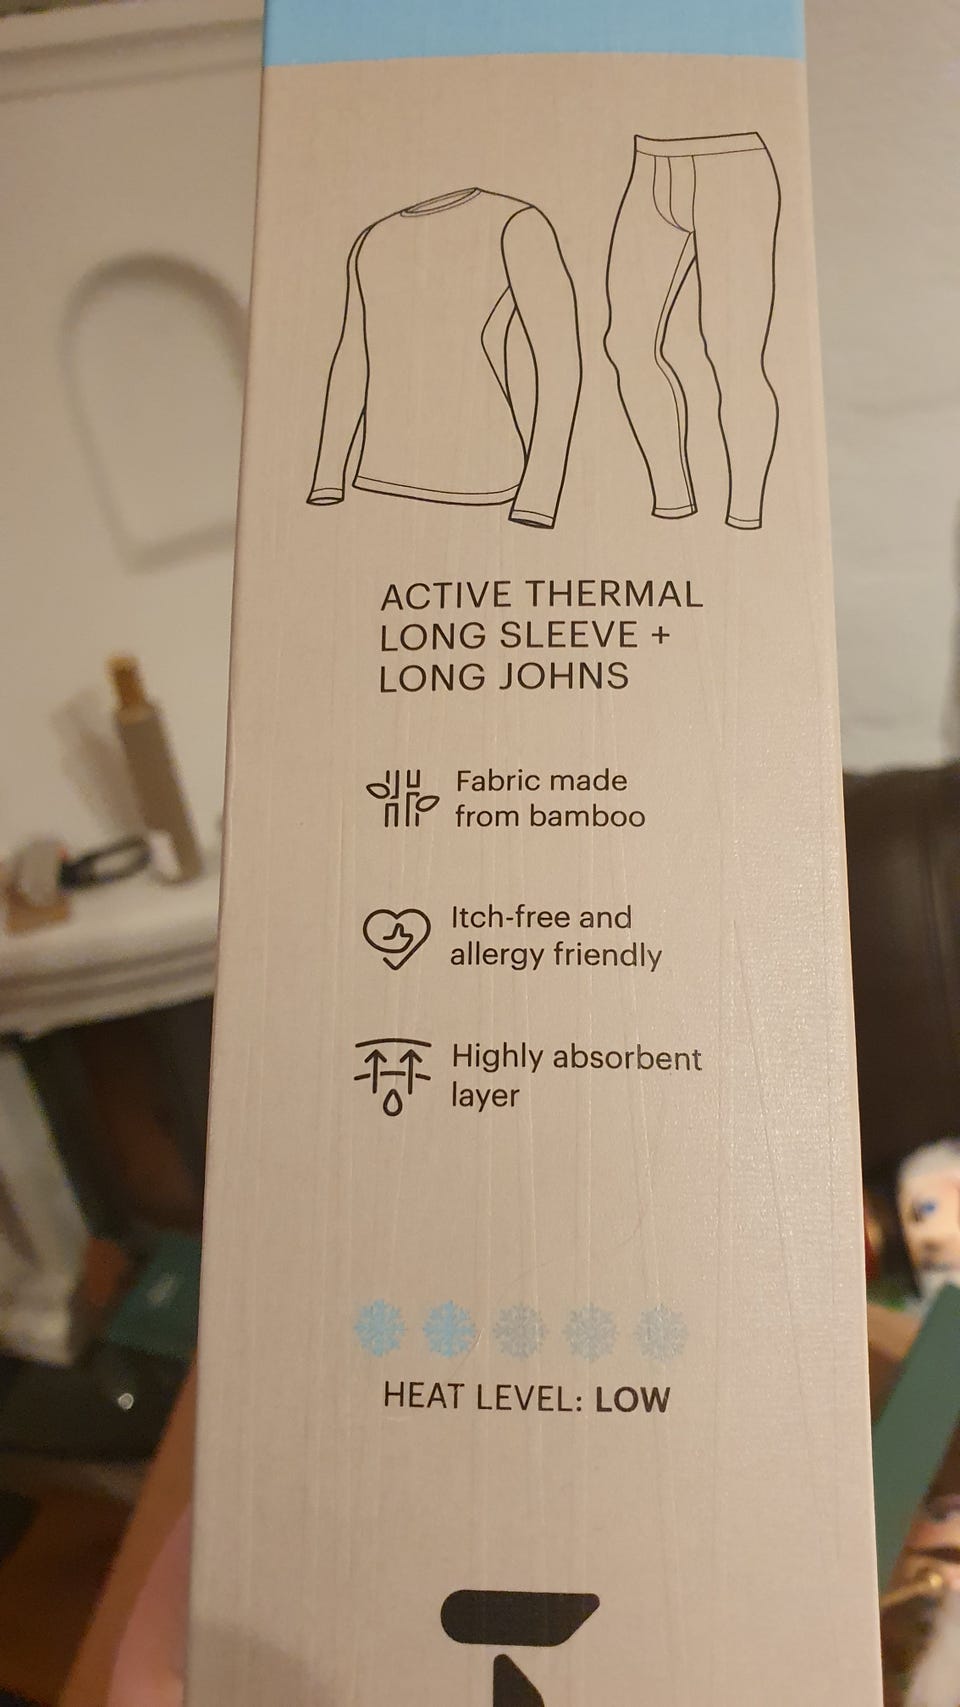 ACTIVE THERMAL
LONG SLEEVE +
LONG JOHNS
Fabric made
from bamboo
Itch-free and
allergy friendly
Highly absorbent
layer
HEAT LEVEL: LOW